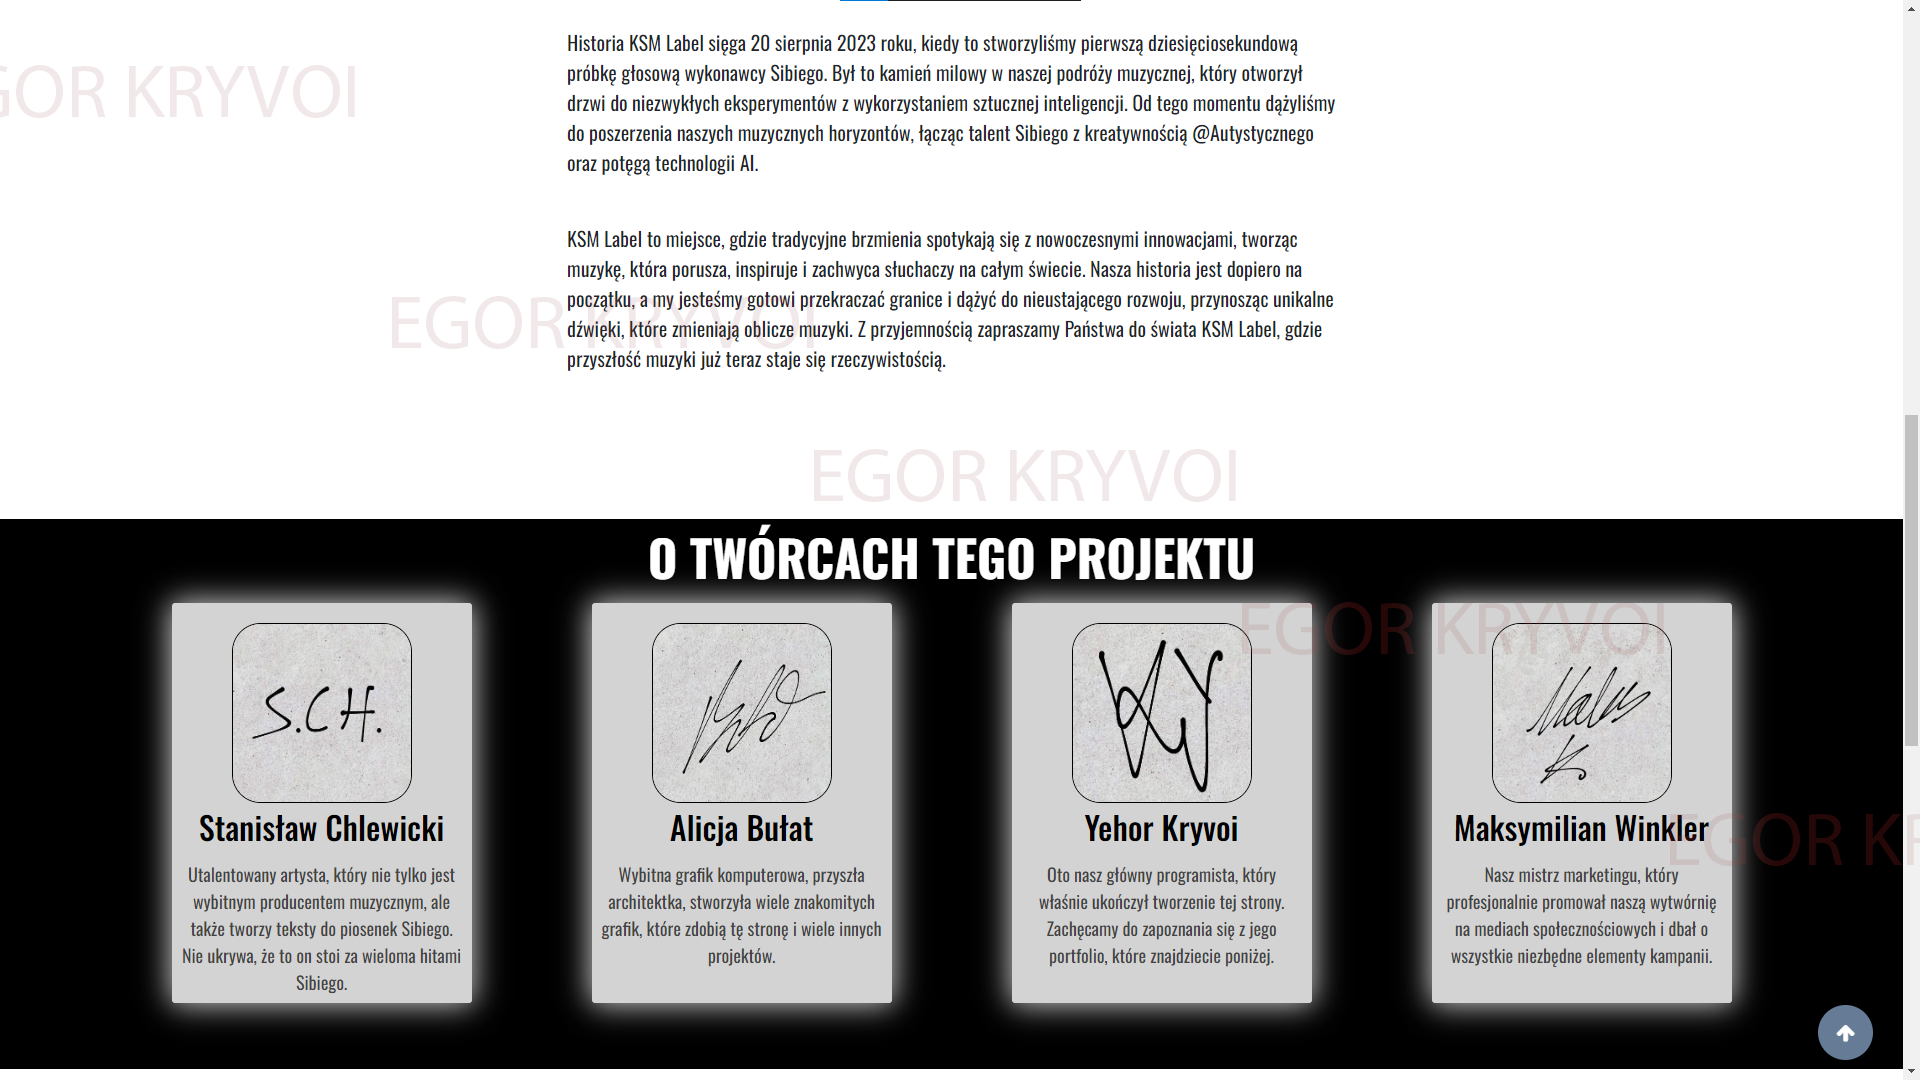 Historia KSM Label sięga 20 sierpnia 2023 roku, kiedy to stworzyliśmy pierwszą dziesięciosekundową
próbkę głosową wykonawcy Sibiego. Był to kamień milowy w naszej podróży muzycznej, który otworzył
drzwi do niezwykłych eksperymentów z wykorzystaniem sztucznej inteligencji. Od tego momentu dążyliśmy
do poszerzenia naszych muzycznych horyzontów, łącząc talent Sibiego z kreatywnością @Autystycznego
oraz potęgą technologii AI.
KSM Label to miejsce, gdzie tradycyjne brzmienia spotykają się z nowoczesnymi innowacjami, tworząc
muzykę, która porusza, inspiruje i zachwyca słuchaczy na całym świecie. Nasza historia jest dopiero na
początku, a my jesteśmy gotowi przekraczać granice i dążyć do nieustającego rozwoju, przynosząc unikalne
dźwięki, które zmieniają oblicze muzyki. Z przyjemnością zapraszamy Państwa do świata KSM Label, gdzie
przyszłość muzyki już teraz staje się rzeczywistością.
EGOR KRYVOI
EGOR KRYVOI
EGOR KRYVOI
O TWÓRCACH TEGO PROJEKTU
EGOR KRYVOI
S.CH.
Stanisław Chlewicki
Utalentowany artysta, który nie tylko jest
wybitnym producentem muzycznym, ale
także tworzy teksty do piosenek Sibiego.
Nie ukrywa, że to on stoi za wieloma hitami
Sibiego.
Alicja Bułat
Wybitna grafik komputerowa, przyszła
architektka, stworzyła wiele znakomitych
grafik, które zdobią tę stronę i wiele innych
projektów.
Yehor Kryvoi
Oto nasz główny programista, który
właśnie ukończył tworzenie tej strony.
Zachęcamy do zapoznania się z jego
portfolio, które znajdziecie poniżej.
Maksymilian Winkler
Nasz mistrz marketingu, który
profesjonalnie promował naszą wytwórnię
na mediach społecznościowych i dbał o
wszystkie niezbędne elementy kampanii.
EGOR KR